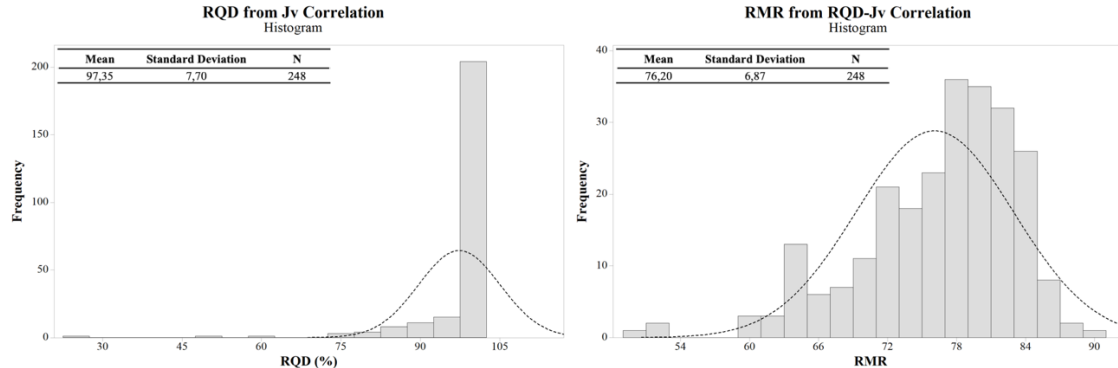 RQD from Jv Correlation
Histogram
Mean Standard Deviation N
97,35 7,70 248
200
150
100
50
0
Frequency
30 45 60 75 90 105
RQD (%)
RMR from RQD-Jv Correlation
Histogram
Mean Standard Deviation N
76,20 6,87 248
40
30
20
10
0
Frequency
54 60 66 72 78 84 90
RMR